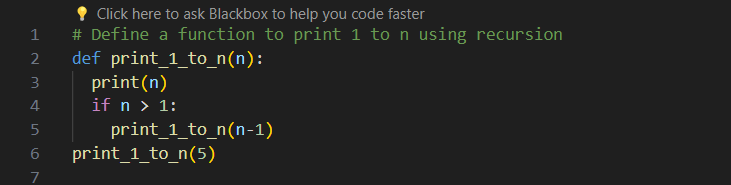 💡 Click here to ask Blackbox to help you code faster
1 # Define a function to print 1 to n using recursion
2 def print_1_to_n(n):
3   print(n)
4   if n > 1:
5     print_1_to_n(n-1)
6 print_1_to_n(5)
7